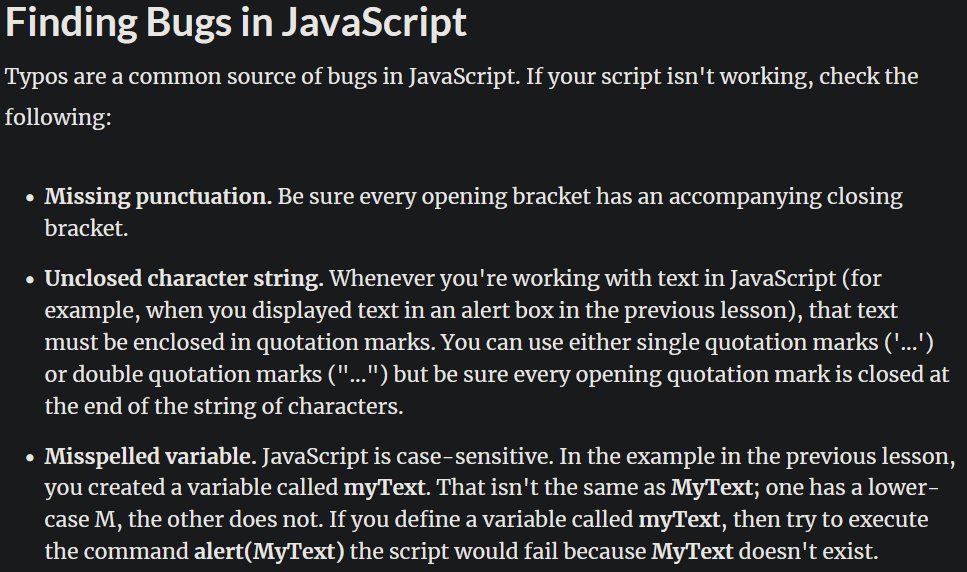 Finding Bugs in JavaScript
Typos are a common source of bugs in JavaScript. If your script isn't working, check the
following:
• Missing punctuation. Be sure every opening bracket has an accompanying closing
bracket.
• Unclosed character string. Whenever you're working with text in JavaScript (for
example, when you displayed text in an alert box in the previous lesson), that text
must be enclosed in quotation marks. You can use either single quotation marks ('...')
or double quotation marks ("...") but be sure every opening quotation mark is closed at
the end of the string of characters.
• Misspelled variable. JavaScript is case-sensitive. In the example in the previous lesson,
you created a variable called myText. That isn't the same as MyText; one has a lower-
case M, the other does not. If you define a variable called myText, then try to execute
the command alert(MyText) the script would fail because MyText doesn't exist.